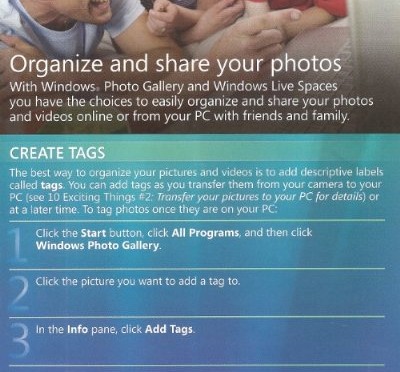 Organize and share your photos
With Windows® Photo Gallery and Windows Live Spaces
you have the choices to easily organize and share your photos
and videos online or from your PC with friends and family.
CREATE TAGS
The best way to organize your pictures and videos is to add descriptive labels
called tags. You can add tags as you transfer them from your camera to your
PC (see 10 Exciting Things #2: Transfer your pictures to your PC for details) or
at a later time. To tag photos once they are on your PC:
1 Click the Start button, click All Programs, and then click
Windows Photo Gallery.
2 Click the picture you want to add a tag to.
3 In the Info pane, click Add Tags.